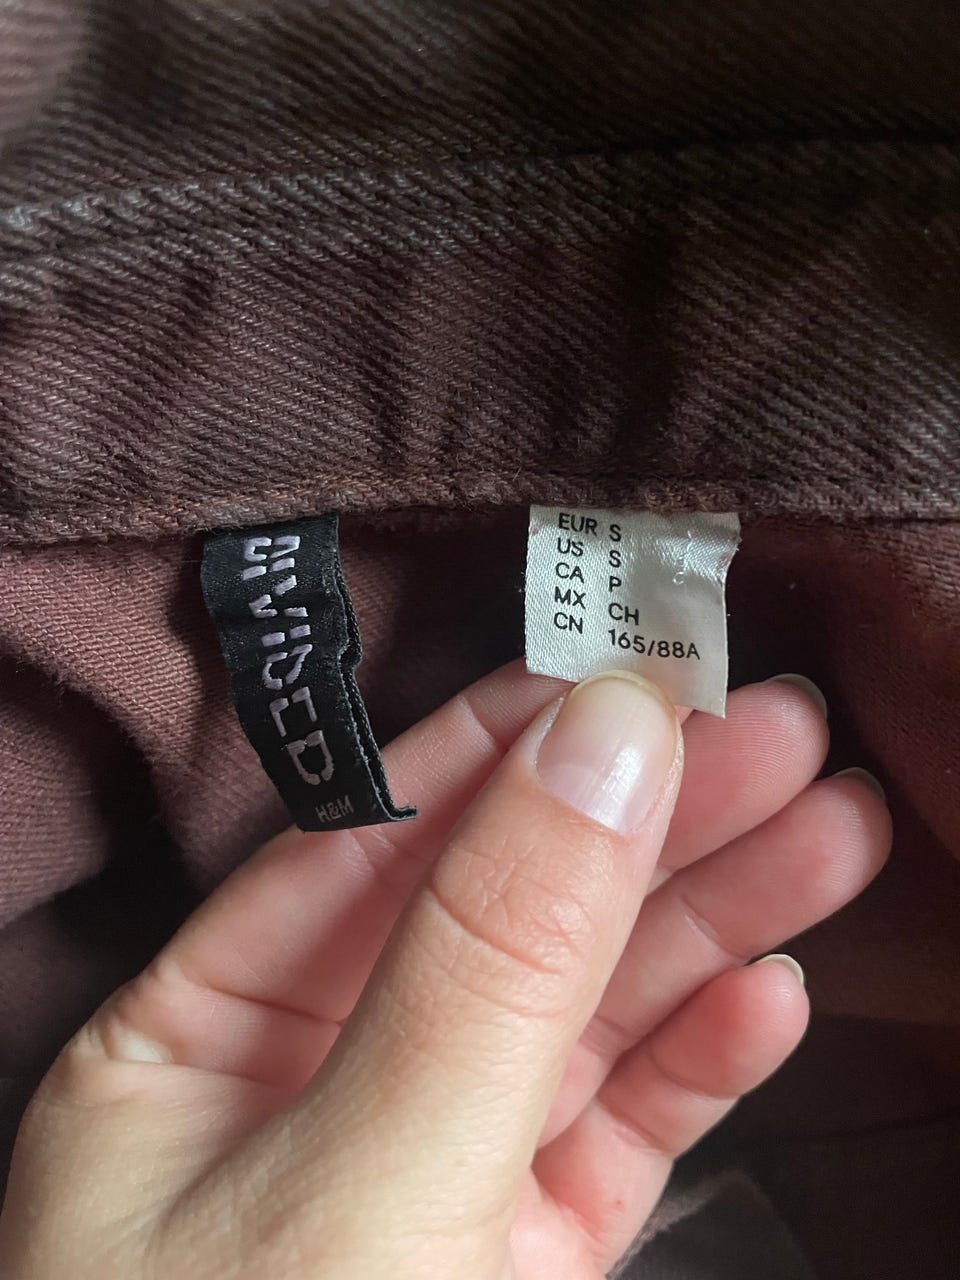 DIVIDED
H&M
EUR S
US S
CA P
MX CH
CN 165/88A